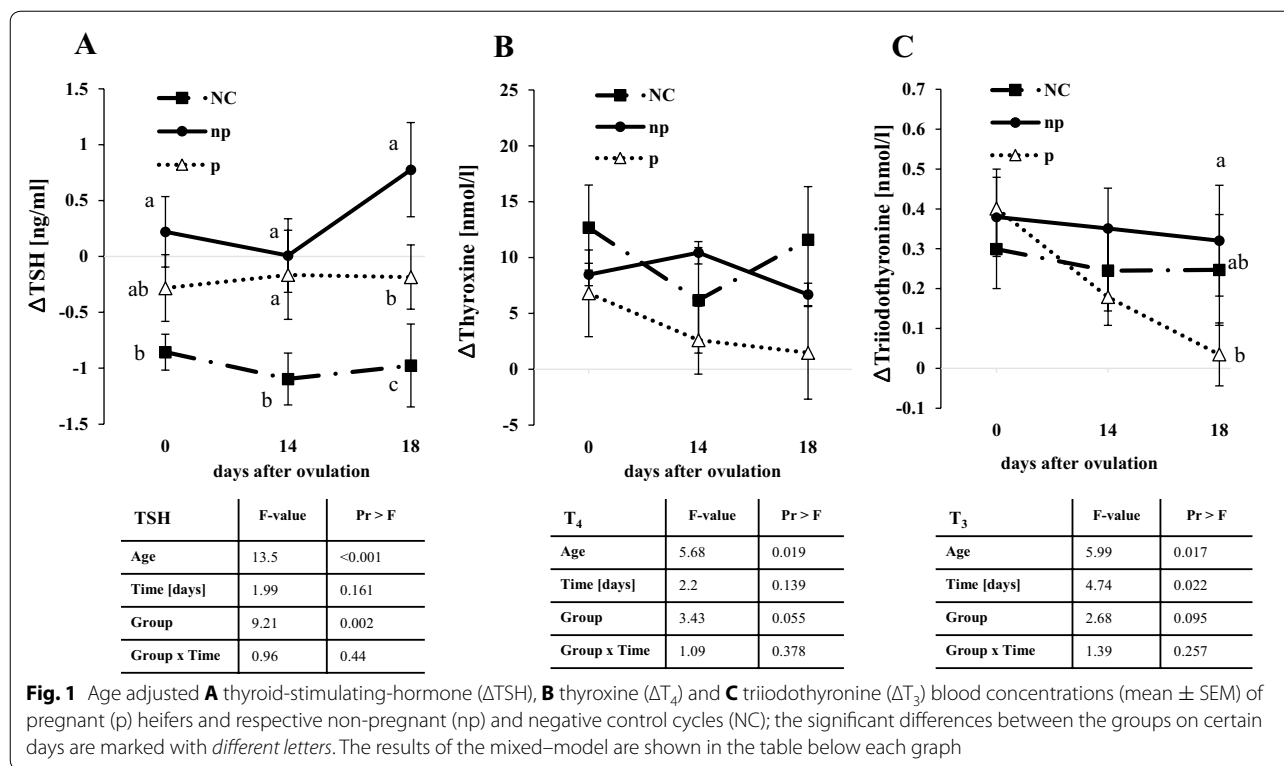 A
B
C
NC
np
p
NC
np
p
NC
np
p
ΔTSH [ng/ml]
1.5
1
0.5
0
-0.5
-1
-1.5
a
a
a
ab
a
b
b
b
c
0
14
18
days after ovulation
ΔThyroxine [nmol/l]
25
20
15
10
5
0
-5
0
14
18
days after ovulation
ΔTriiodothyronine [nmol/l]
0.7
0.6
0.5
0.4
0.3
0.2
0.1
0
-0.1
a
ab
b
0
14
18
days after ovulation
TSH F-value Pr > F
Age 13.5 <0.001
Time [days] 1.99 0.161
Group 9.21 0.002
Group x Time 0.96 0.44
T4 F-value Pr > F
Age 5.68 0.019
Time [days] 2.2 0.139
Group 3.43 0.055
Group x Time 1.09 0.378
T3 F-value Pr > F
Age 5.99 0.017
Time [days] 4.74 0.022
Group 2.68 0.095
Group x Time 1.39 0.257
Fig. 1 Age adjusted A thyroid-stimulating-hormone (ΔTSH), B thyroxine (ΔT4) and C triiodothyronine (ΔT3) blood concentrations (mean ± SEM) of
pregnant (p) heifers and respective non-pregnant (np) and negative control cycles (NC); the significant differences between the groups on certain
days are marked with different letters. The results of the mixed–model are shown in the table below each graph